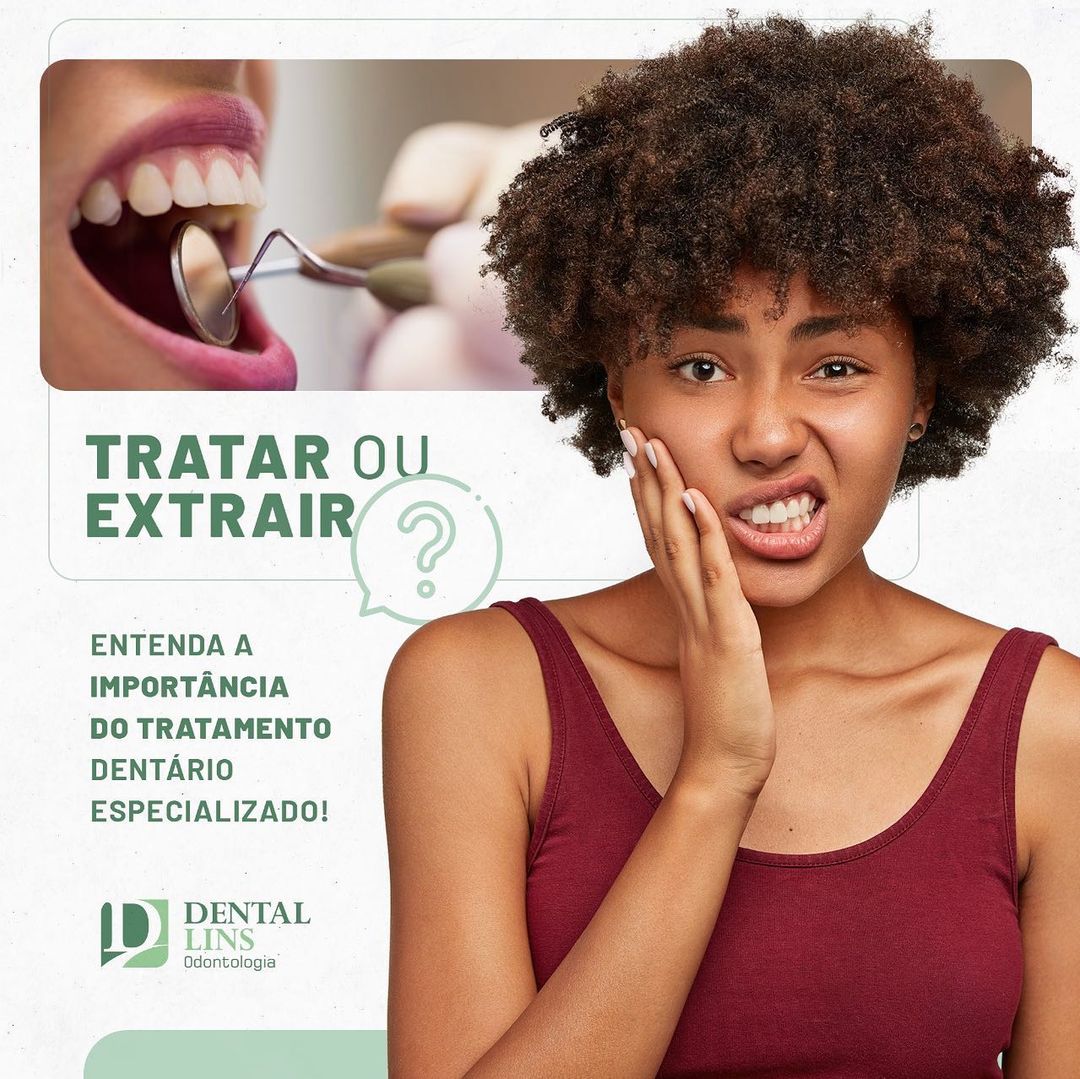 TRATAR OU
EXTRAIR
?
ENTENDA A
IMPORTÂNCIA
DO TRATAMENTO
DENTÁRIO
ESPECIALIZADO!
D
DENTAL
LINS
Odontologia